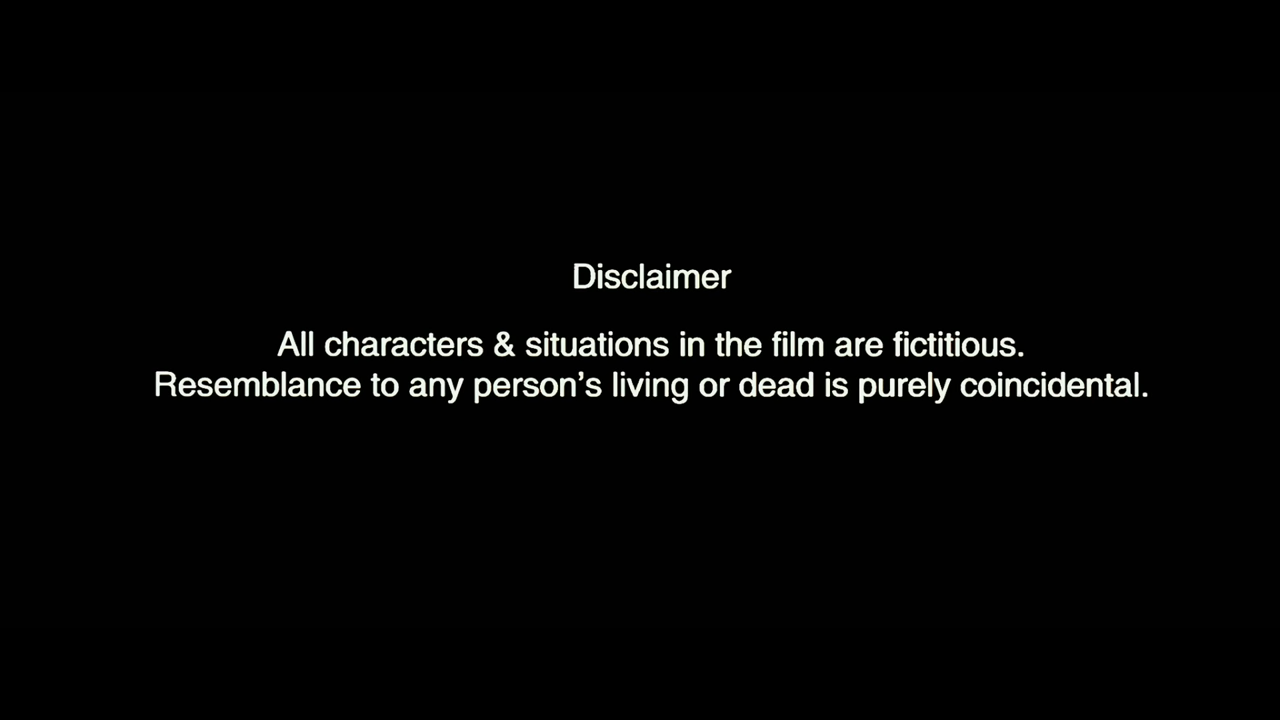 Disclaimer
All characters & situations in the film are fictitious.
Resemblance to any person’s living or dead is purely coincidental.